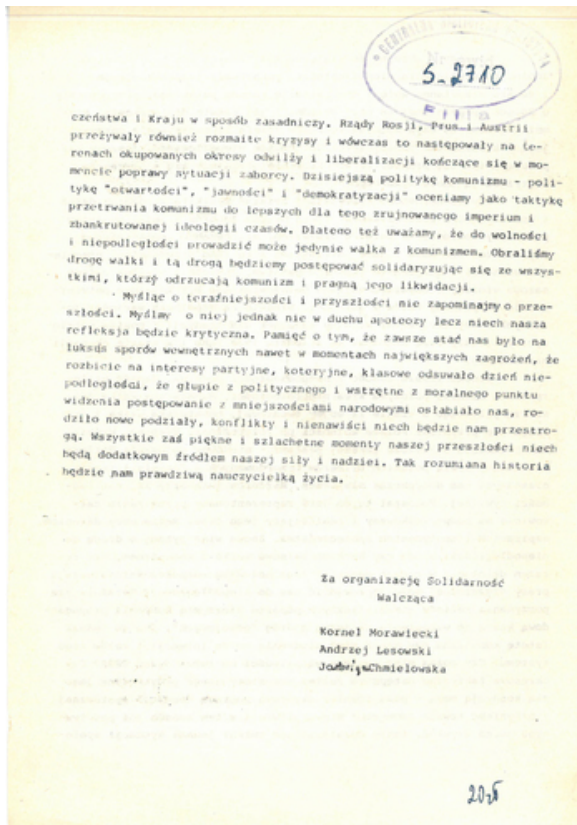 S-2710
czeństwa i Kraju w sposób zasadniczy. Rządy Rosji, Prus i Austrii
przeżywały również rozmaite kryzysy i wówczas to następowały na te-
renach okupowanych okresy odwilży i liberalizacji kończące się w mo-
mencie poprawy sytuacji zaborcy. Dzisiejszą politykę komunizmu - poli-
tykę "otwartości", "jawności" i "demokratyzacji" oceniamy jako taktykę
przetrwania komunizmu do lepszych dla tego zrujnowanego imperium i
zbankrutowanej ideologii czasów. Dlatego też uważamy, że do wolności
i niepodległości prowadzić może jedynie walka z komunizmem. Obraliśmy
drogę walki i tą drogą będziemy postępować solidaryzując się ze wszys-
tkimi, którzy odrzucają komunizm i pragną jego likwidacji.
Myśląc o teraźniejszości i przyszłości nie zapominajmy o prze-
szłości. Myślmy o niej jednak nie w duchu apoteozy lecz niech nasza
refleksja będzie krytyczna. Pamięć o tym, że zawsze stać nas było na
luksus sporów wewnętrznych nawet w momentach największych zagrożeń, że
rozbicie na interesy partyjne, koteryjne, klasowe odsuwało dzień nie-
podległości, że głupie z politycznego i wstrętne z moralnego punktu
widzenia postępowanie z mniejszościami narodowymi osłabiało nas, ro-
dziło nowe podziały, konflikty i nienawiści niech będzie nam przestro-
gą. Wszystkie zaś piękne i szlachetne momenty naszej przeszłości niech
będą dodatkowym źródłem naszej siły i nadziei. Tak rozumiana historia
będzie nam prawdziwą nauczycielką życia.
Za organizację Solidarność
Walcząca
Kornel Morawiecki
Andrzej Lesowski
Jadwiga Chmielowska
20zł